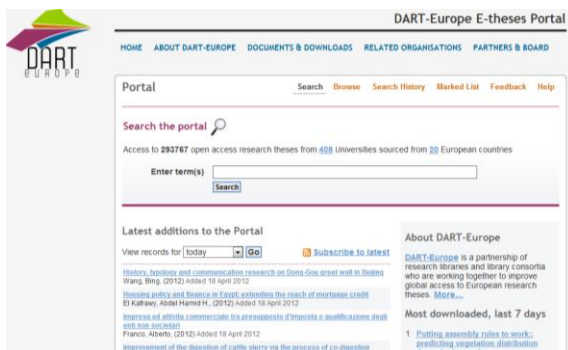 DART-Europe E-theses Portal
DART
europe
HOME ABOUT DART-EUROPE DOCUMENTS & DOWNLOADS RELATED ORGANISATIONS PARTNERS & BOARD
Portal
Search Browse Search History Marked List Feedback Help
Search the portal
Access to 293767 open access research theses from 408 Universities sourced from 20 European countries
Enter term(s)
Search
Latest additions to the Portal
View records for today Go Subscribe to latest
History, typology and communication research on Dong-Gou great wall in Beijing
Wang, Bing, (2012) Added 18 April 2012
Housing policy and finance in Egypt: extending the reach of mortgage credit
El Kafrawy, Abdel Hamid H., (2012) Added 18 April 2012
Impresa ed attivita commerciale tra presupposto d'imposta e qualificazione degli
enti non societari
Franco, Alberto, (2012) Added 18 April 2012
Improvement of the digestion of cattle slurry via the process of co-digestion
About DART-Europe
DART-Europe is a partnership of
research libraries and library consortia
who are working together to improve
global access to European research
theses. More...
Most downloaded, last 7 days
1. Putting assembly rules to work::
predicting vegetation distribution